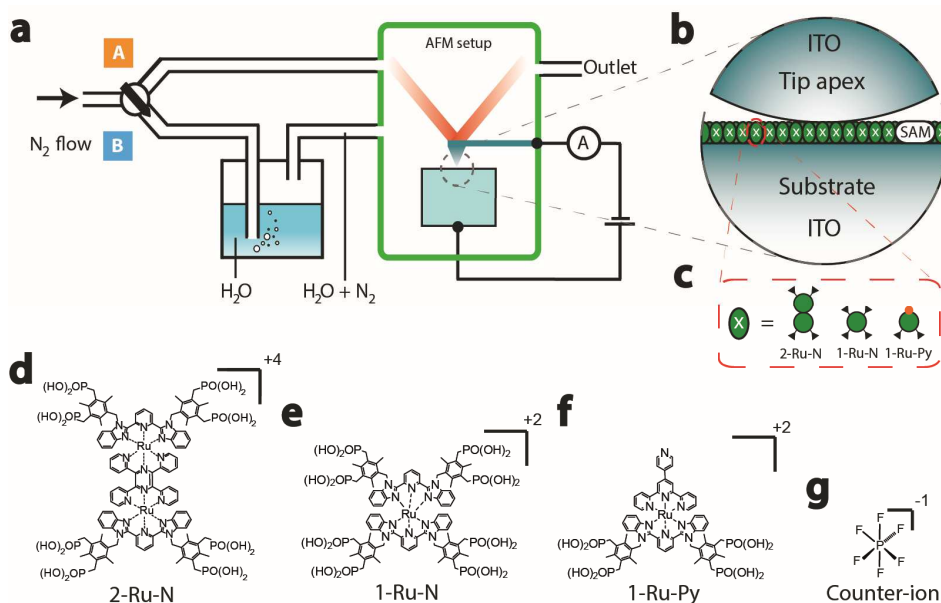 a
A
B
N2 flow
H2O
H2O + N2
AFM setup
Outlet
A
b
ITO
Tip apex
X X X X X X X X X X X X X X SAM
Substrate
ITO
c
X =
2-Ru-N 1-Ru-N 1-Ru-Py
d
+4
(HO)2OP PO(OH)2
(HO)2OP PO(OH)2
N N N N N
Ru
N N N
N N N
Ru
N N N N N
(HO)2OP PO(OH)2
(HO)2OP PO(OH)2
2-Ru-N
e
+2
(HO)2OP PO(OH)2
(HO)2OP PO(OH)2
N N N N N
Ru
N N N N N
(HO)2OP PO(OH)2
(HO)2OP PO(OH)2
1-Ru-N
f
+2
N
N N N
Ru
N N N N N
(HO)2OP PO(OH)2
(HO)2OP PO(OH)2
1-Ru-Py
g
-1
F F F
P
F F F
Counter-ion